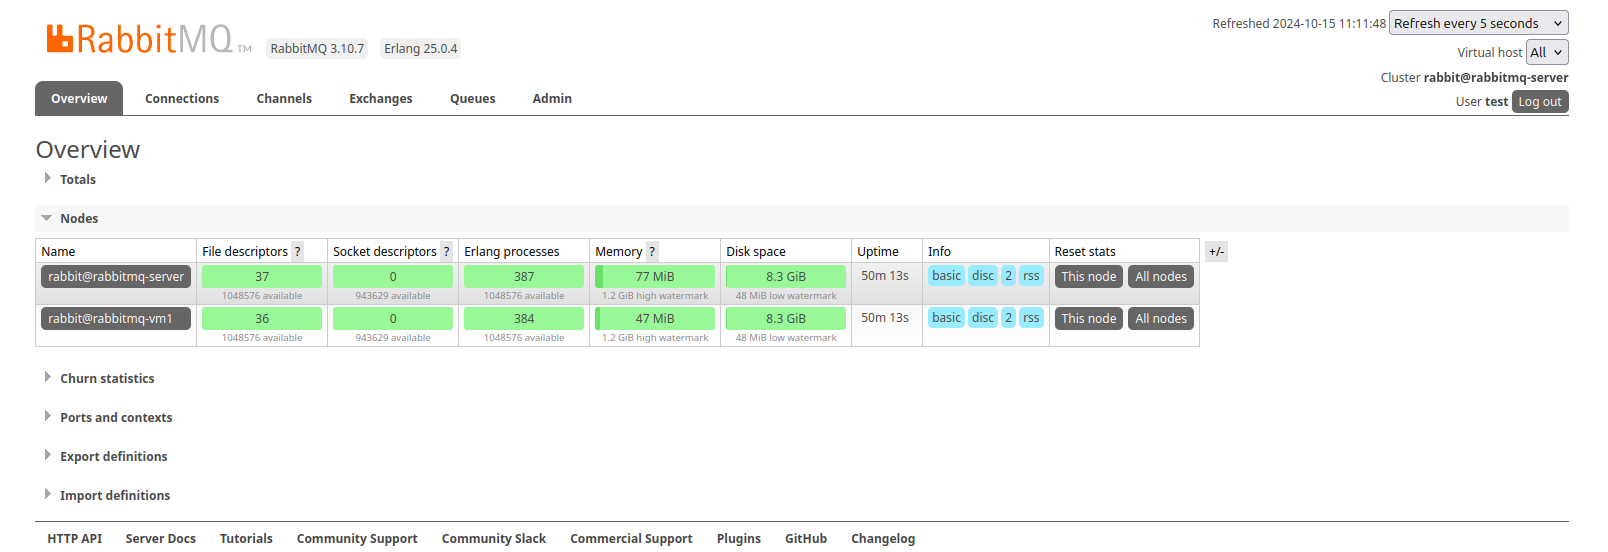 RabbitMQ TM RabbitMQ 3.10.7 Erlang 25.0.4
Refreshed 2024-10-15 11:11:48 Refresh every 5 seconds
Virtual host All
Cluster rabbit@rabbitmq-server
User test Log out
Overview Connections Channels Exchanges Queues Admin
Overview
Totals
Nodes
Name File descriptors ? Socket descriptors ? Erlang processes Memory ? Disk space Uptime Info Reset stats +/-
rabbit@rabbitmq-server 37 0 387 77 MiB 8.3 GiB 50m 13s basic disc 2 rss This node All nodes
1048576 available 943629 available 1048576 available 1.2 GiB high watermark 48 MiB low watermark
rabbit@rabbitmq-vm1 36 0 384 47 MiB 8.3 GiB 50m 13s basic disc 2 rss This node All nodes
1048576 available 943629 available 1048576 available 1.2 GiB high watermark 48 MiB low watermark
Churn statistics
Ports and contexts
Export definitions
Import definitions
HTTP API Server Docs Tutorials Community Support Community Slack Commercial Support Plugins GitHub Changelog